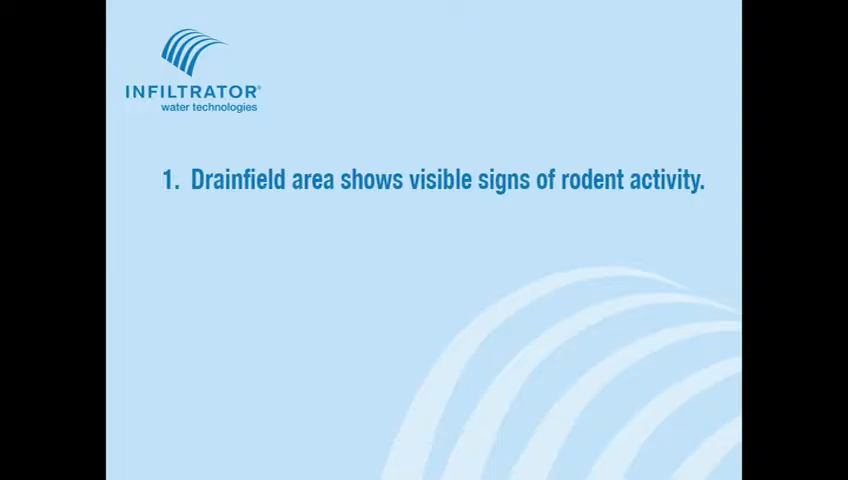 INFILTRATOR®
water technologies
1. Drainfield area shows visible signs of rodent activity.